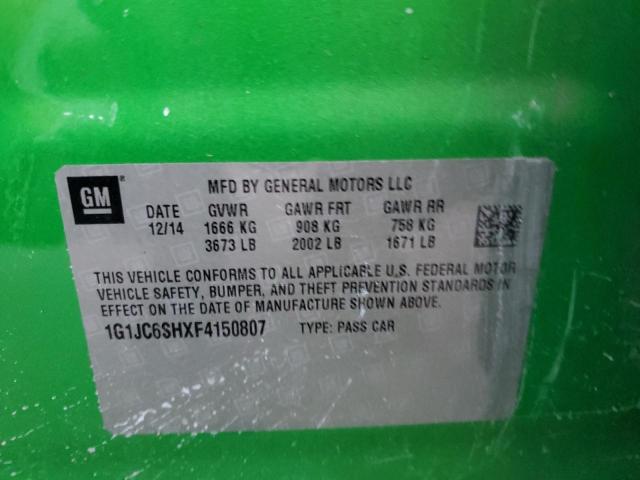 GM
MFD BY GENERAL MOTORS LLC
DATE GVWR GAWR FRT GAWR RR
12/14 1666 KG 908 KG 758 KG
3673 LB 2002 LB 1671 LB
THIS VEHICLE CONFORMS TO ALL APPLICABLE U.S. FEDERAL MOTOR
VEHICLE SAFETY, BUMPER, AND THEFT PREVENTION STANDARDS IN
EFFECT ON THE DATE OF MANUFACTURE SHOWN ABOVE.
1G1JC6SHXF4150807 TYPE: PASS CAR